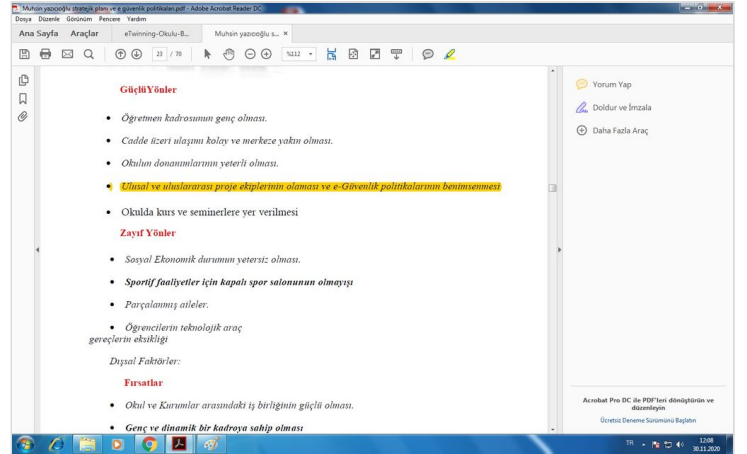 Muhsin yazıcıoğlu stratejik planı ve e güvenlik politikaları.pdf - Adobe Acrobat Reader DC
Dosya Düzenle Görünüm Pencere Yardım
Ana Sayfa Araçlar eTwinning-Okulu-B... Muhsin yazıcıoğlu s... ×
23 / 70 %112
GüçlüYönler
• Öğretmen kadrosunun genç olması.
• Cadde üzeri ulaşımı kolay ve merkeze yakın olması.
• Okulun donanımlarının yeterli olması.
• Ulusal ve uluslararası proje ekiplerinin olaması ve e-Güvenlik politikalarının benimsenmesi
• Okulda kurs ve seminerlere yer verilmesi
Zayıf Yönler
• Sosyal Ekonomik durumun yetersiz olması.
• Sportif faaliyetler için kapalı spor salonunun olmayışı
• Parçalanmış aileler.
• Öğrencilerin teknolojik araç
gereçlerin eksikliği
Dışsal Faktörler:
Fırsatlar
• Okul ve Kurumlar arasındaki iş birliğinin güçlü olması.
• Genç ve dinamik bir kadroya sahip olması
Yorum Yap
Doldur ve İmzala
Daha Fazla Araç
Acrobat Pro DC ile PDF'leri dönüştürün ve
düzenleyin
Ücretsiz Deneme Sürümünü Başlatın
TR 12:08
30.11.2020